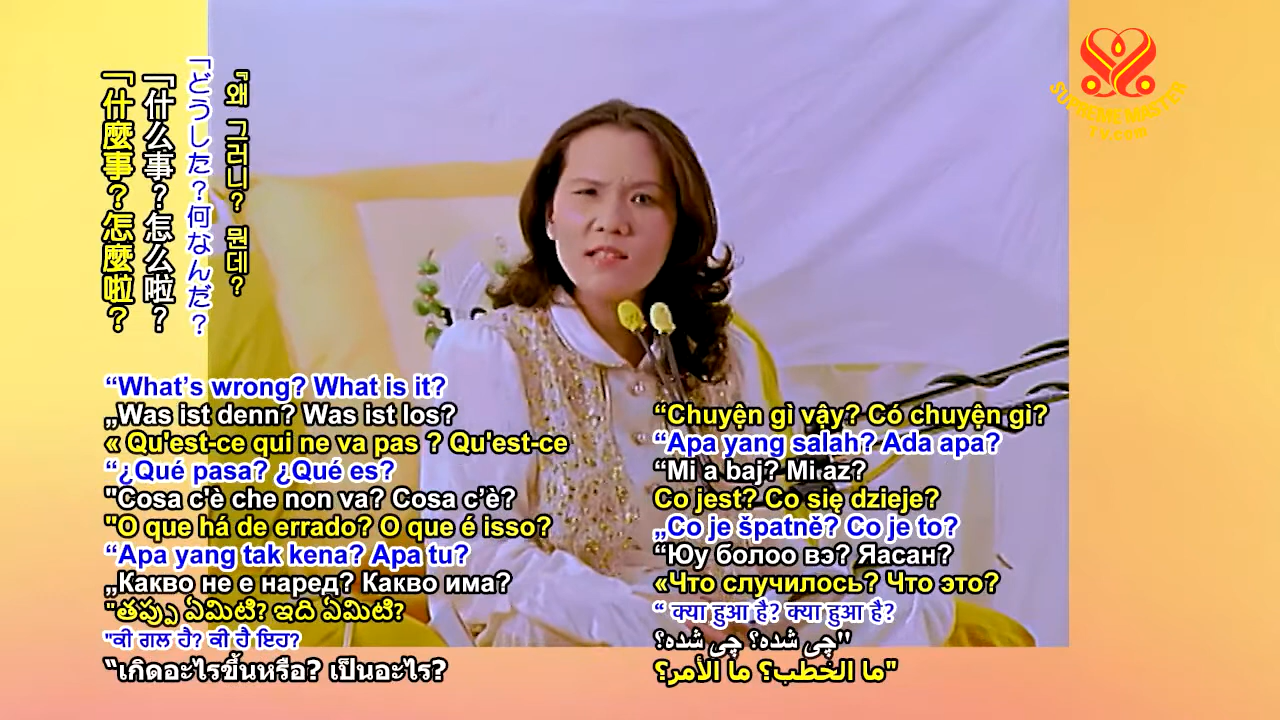 「什麼事？怎麼啦？
「什么事？怎么啦？
「どうした？何なんだ？
『왜 그러니? 뭔데?
SUPREME MASTER
TV.com
“What’s wrong? What is it?
„Was ist denn? Was ist los?
« Qu'est-ce qui ne va pas ? Qu'est-ce
“¿Qué pasa? ¿Qué es?
"Cosa c'è che non va? Cosa c’è?
"O que há de errado? O que é isso?
“Apa yang tak kena? Apa tu?
„Какво не е наред? Какво има?
"తప్పు ఏమిటి? ఇది ఏమిటి?
"ਕੀ ਗਲ ਹੈ? ਕੀ ਹੈ ਇਹ?
“เกิดอะไรขึ้นหรือ? เป็นอะไร?
“Chuyện gì vậy? Có chuyện gì?
“Apa yang salah? Ada apa?
“Mi a baj? Mi az?
Co jest? Co się dzieje?
„Co je špatně? Co je to?
“Юу болоо вэ? Яасан?
«Что случилось? Что это?
“ क्या हुआ है? क्या हुआ है?
"چی شده؟ چی شده؟
"ما الخطب؟ ما الأمر؟